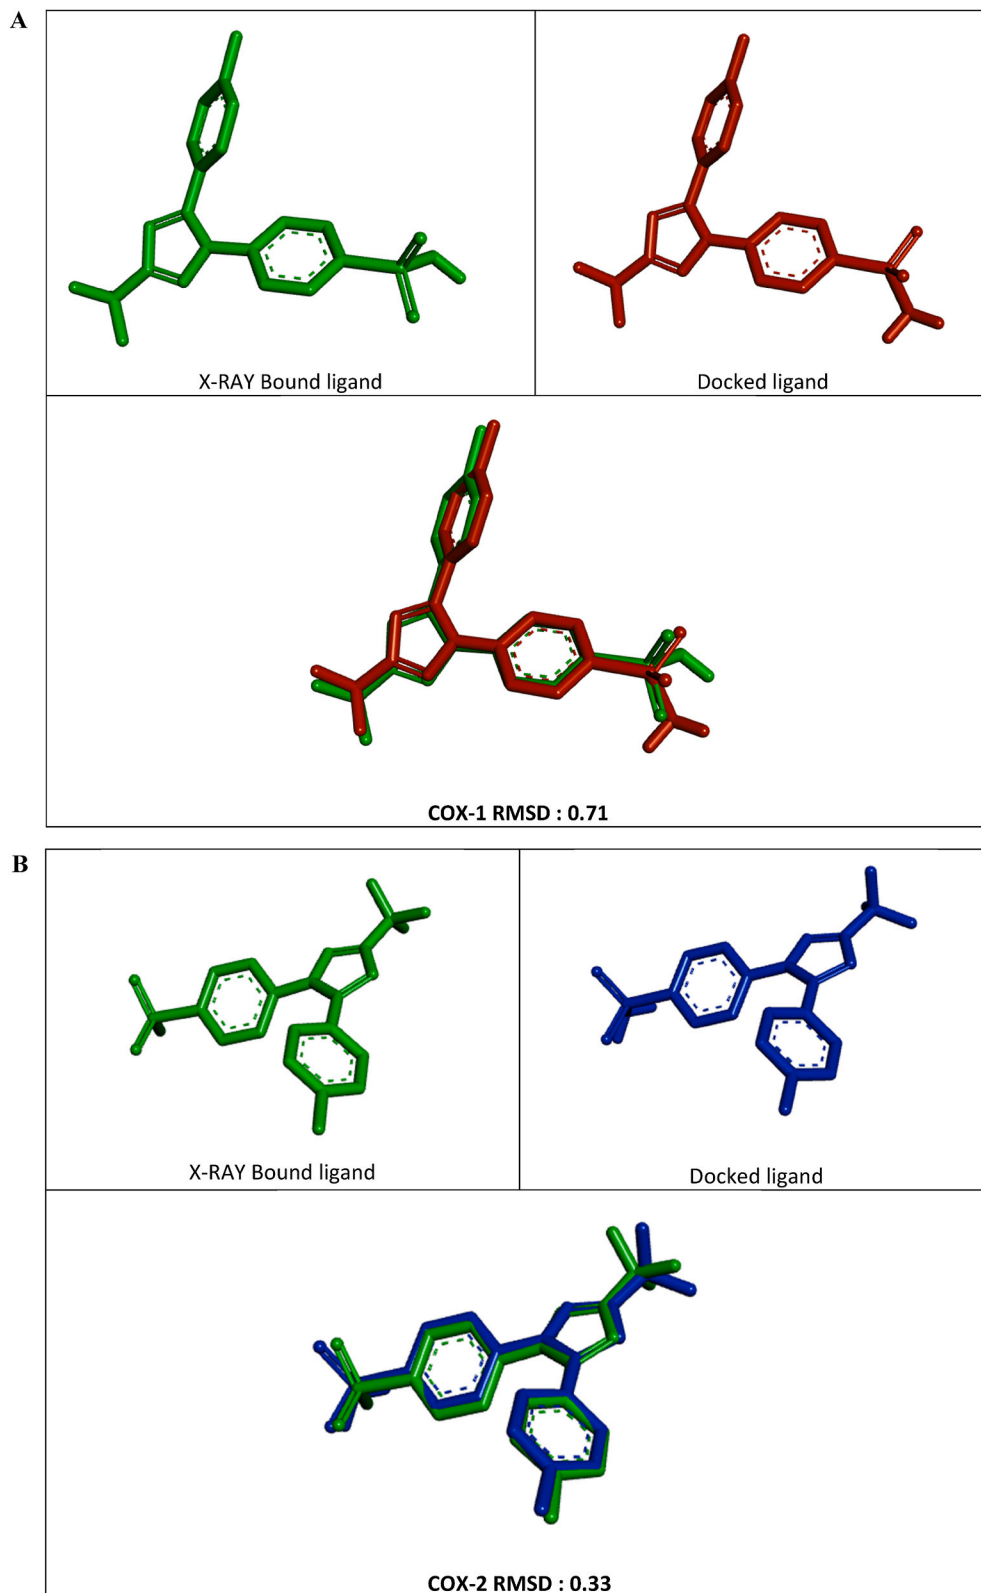 A
X-RAY Bound ligand
Docked ligand
COX-1 RMSD : 0.71
B
X-RAY Bound ligand
Docked ligand
COX-2 RMSD : 0.33